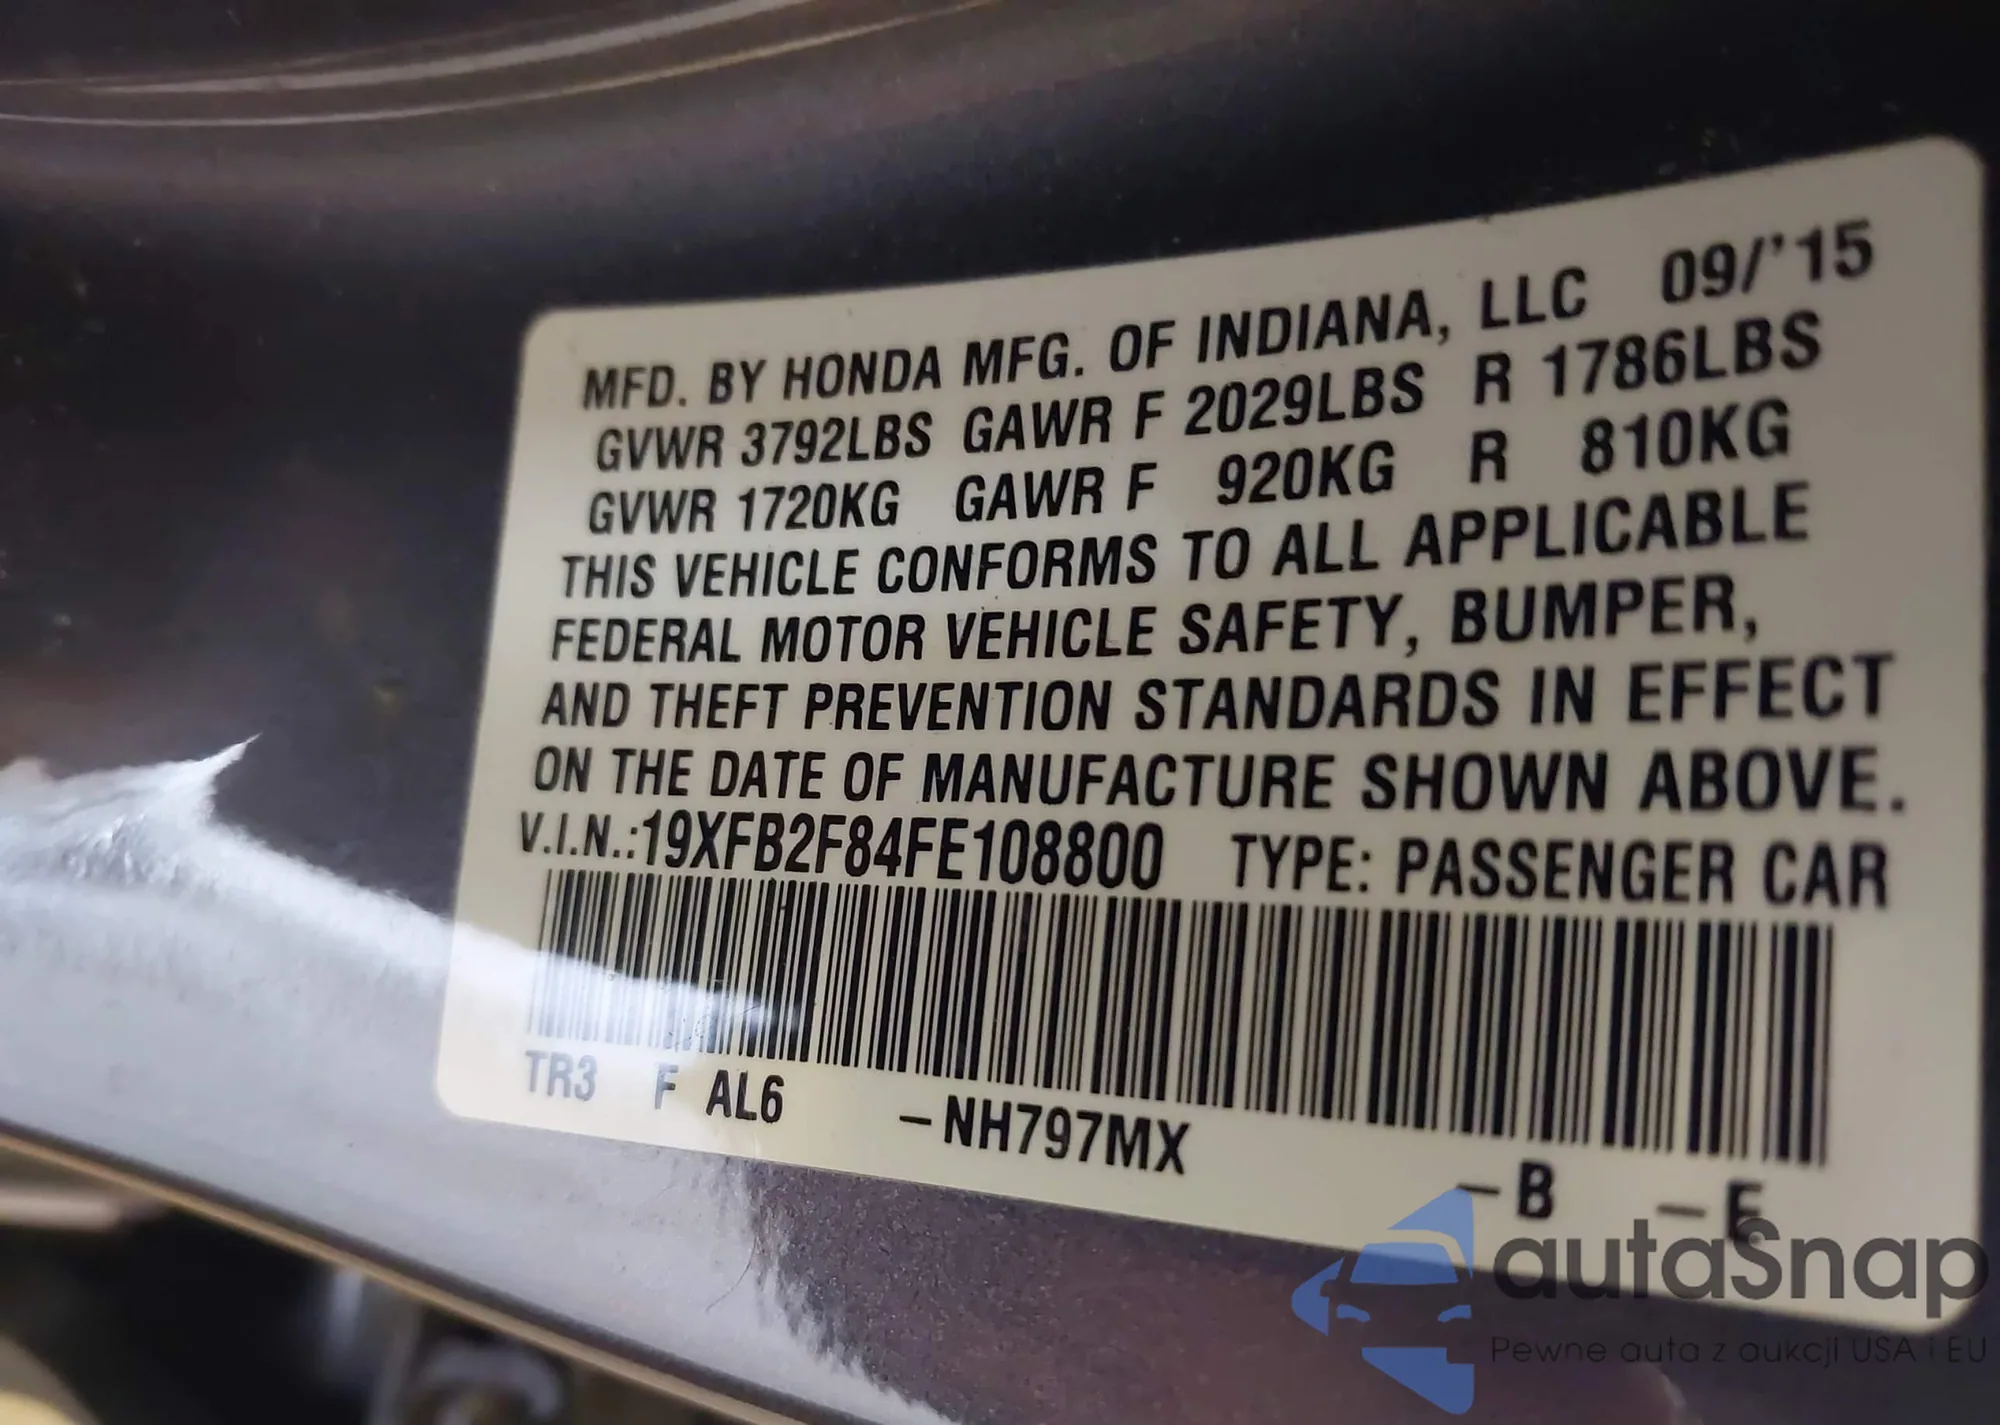 MFD. BY HONDA MFG. OF INDIANA, LLC 09/'15
GVWR 3792LBS GAWR F 2029LBS R 1786LBS
GVWR 1720KG GAWR F 920KG R 810KG
THIS VEHICLE CONFORMS TO ALL APPLICABLE
FEDERAL MOTOR VEHICLE SAFETY, BUMPER,
AND THEFT PREVENTION STANDARDS IN EFFECT
ON THE DATE OF MANUFACTURE SHOWN ABOVE.
V.I.N.:19XFB2F84FE108800 TYPE: PASSENGER CAR
TR3 F AL6 –NH797MX –B –E
autaSnap
Pewne auta z aukcji USA i EU